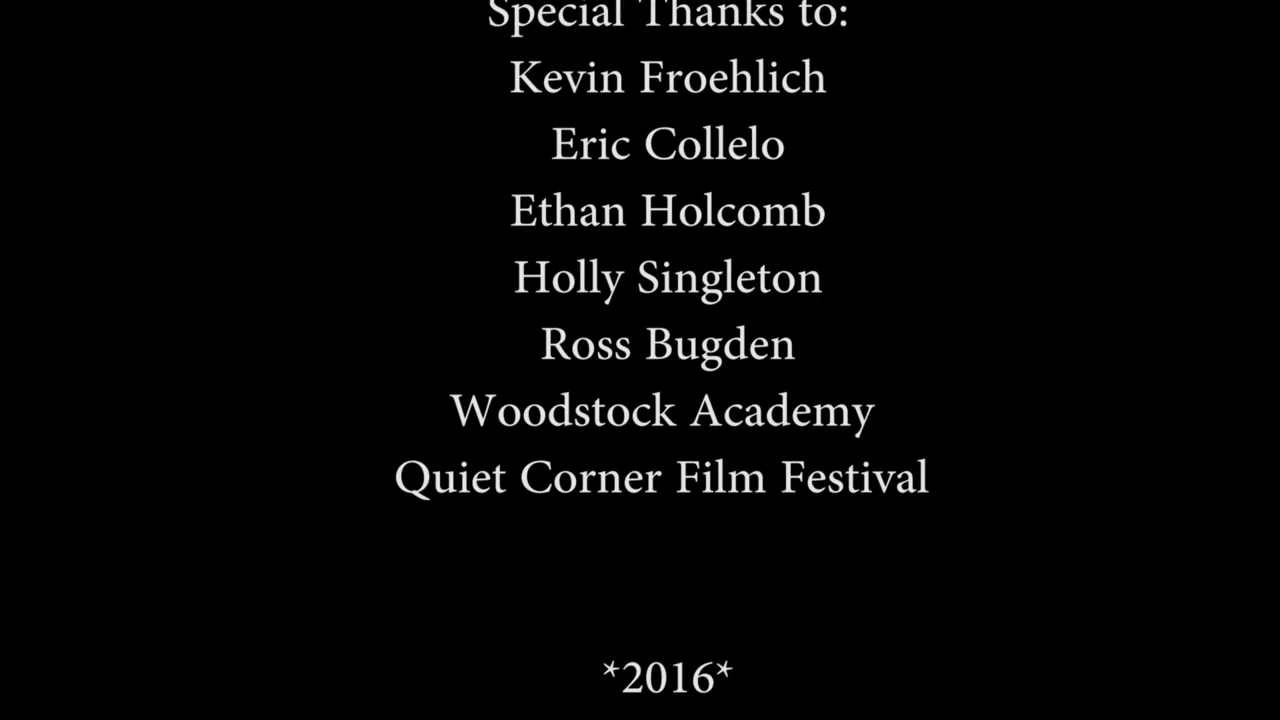 Special Thanks to:
Kevin Froehlich
Eric Collelo
Ethan Holcomb
Holly Singleton
Ross Bugden
Woodstock Academy
Quiet Corner Film Festival
*2016*